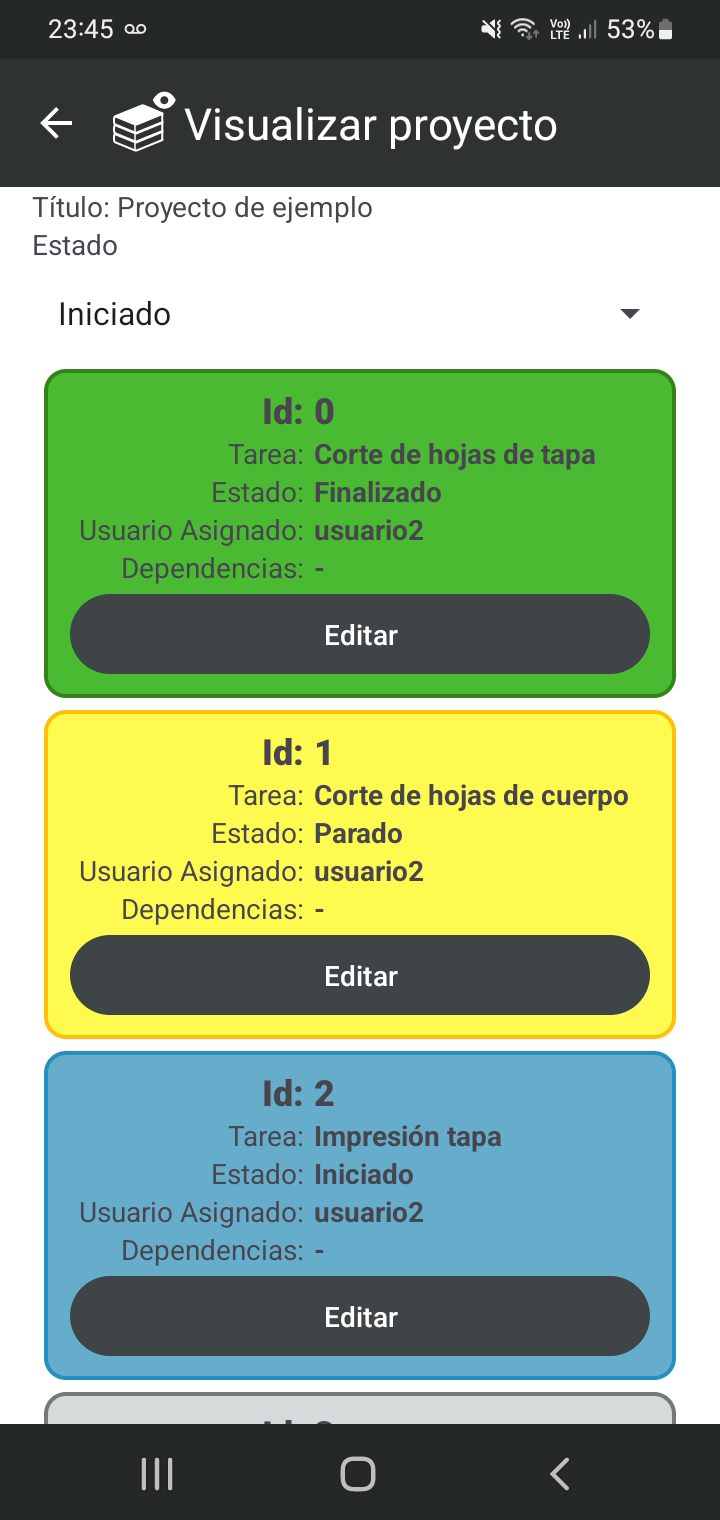 23:45 53%
Vo)) LTE
Visualizar proyecto
Título: Proyecto de ejemplo
Estado
Iniciado
Id: 0
Tarea: Corte de hojas de tapa
Estado: Finalizado
Usuario Asignado: usuario2
Dependencias: -
Editar
Id: 1
Tarea: Corte de hojas de cuerpo
Estado: Parado
Usuario Asignado: usuario2
Dependencias: -
Editar
Id: 2
Tarea: Impresión tapa
Estado: Iniciado
Usuario Asignado: usuario2
Dependencias: -
Editar